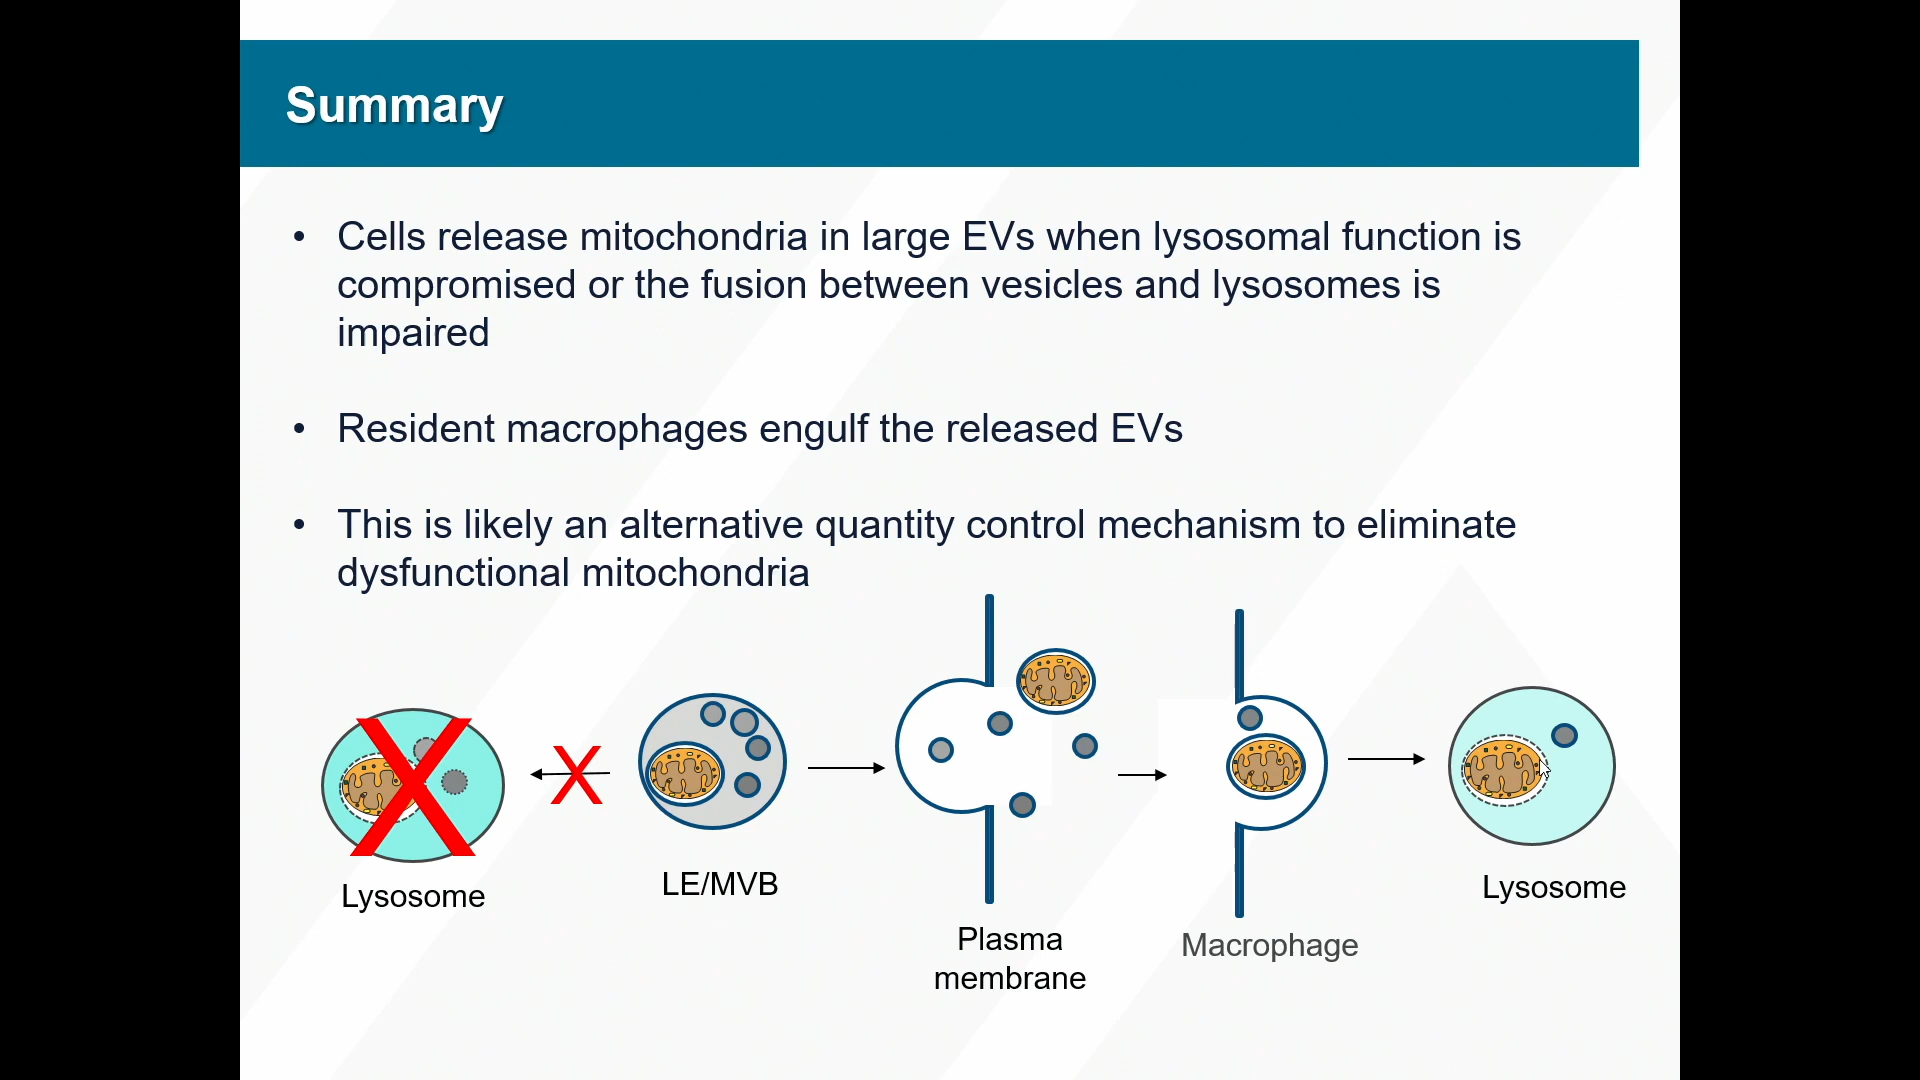 Summary
• Cells release mitochondria in large EVs when lysosomal function is
compromised or the fusion between vesicles and lysosomes is
impaired
• Resident macrophages engulf the released EVs
• This is likely an alternative quantity control mechanism to eliminate
dysfunctional mitochondria
X
X
Lysosome
LE/MVB
Plasma
membrane
Macrophage
Lysosome